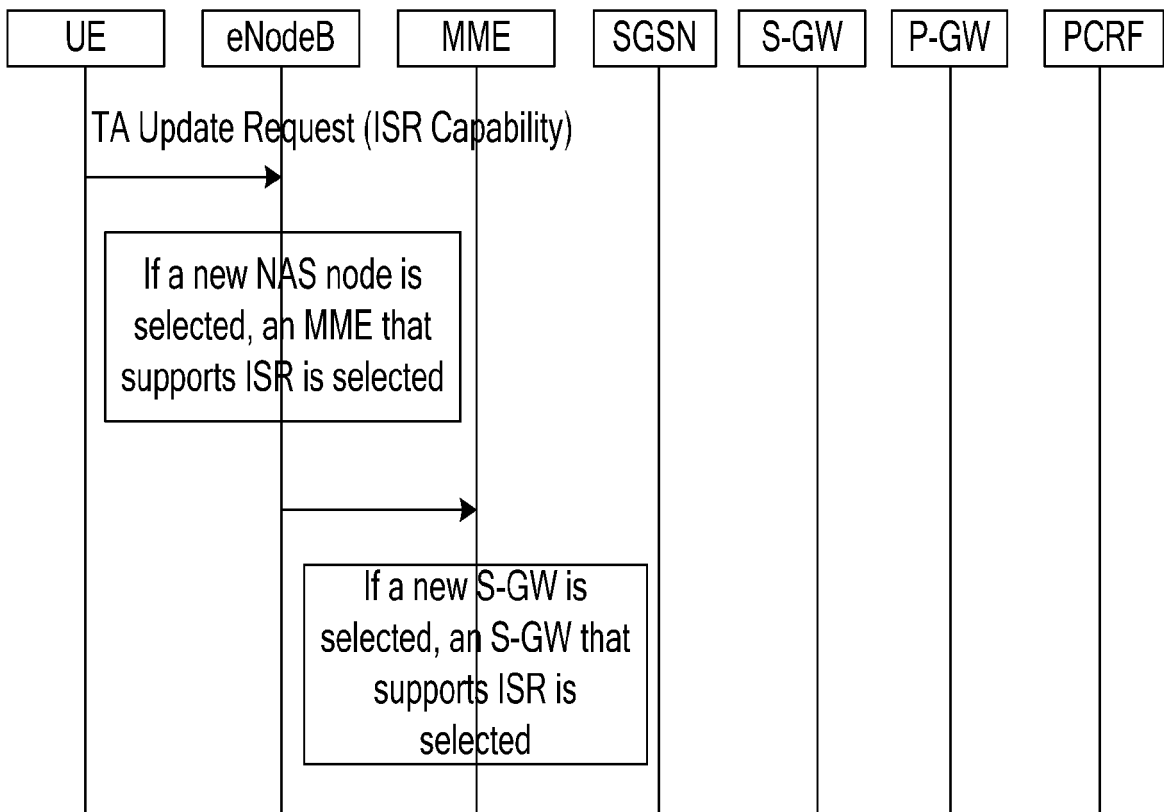 UE eNodeB MME SGSN S-GW P-GW PCRF
TA Update Request (ISR Capability)
If a new NAS node is
selected, an MME that
supports ISR is selected
If a new S-GW is
selected, an S-GW that
supports ISR is
selected